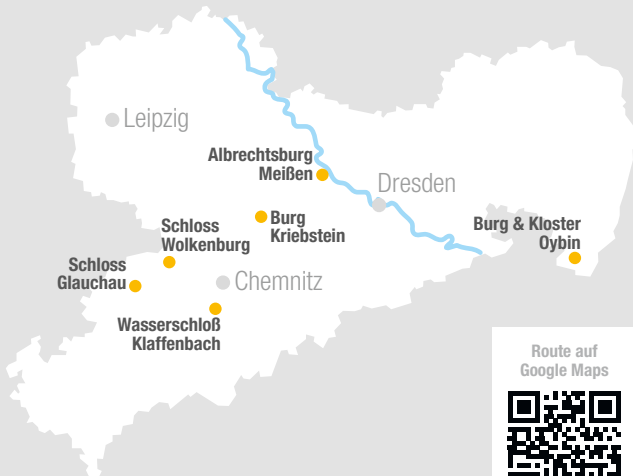 Leipzig
Albrechtsburg
Meißen
Dresden
Burg
Kriebstein
Burg & Kloster
Oybin
Schloss
Wolkenburg
Schloss
Glauchau
Chemnitz
Wasserschloß
Klaffenbach
Route auf
Google Maps